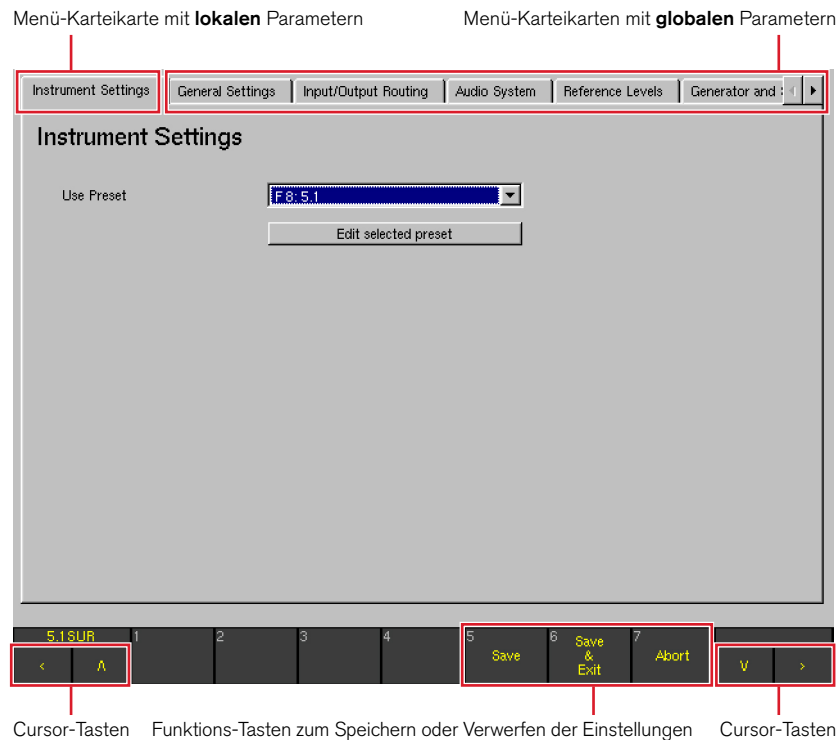 Menü-Karteikarte mit lokalen Parametern
Menü-Karteikarten mit globalen Parametern
Instrument Settings
General Settings
Input/Output Routing
Audio System
Reference Levels
Generator and
Instrument Settings
Use Preset
F 8: 5.1
Edit selected preset
5.1SUR
< Λ
1
2
3
4
5 Save
6 Save
&
Exit
7 Abort
V >
Cursor-Tasten
Funktions-Tasten zum Speichern oder Verwerfen der Einstellungen
Cursor-Tasten